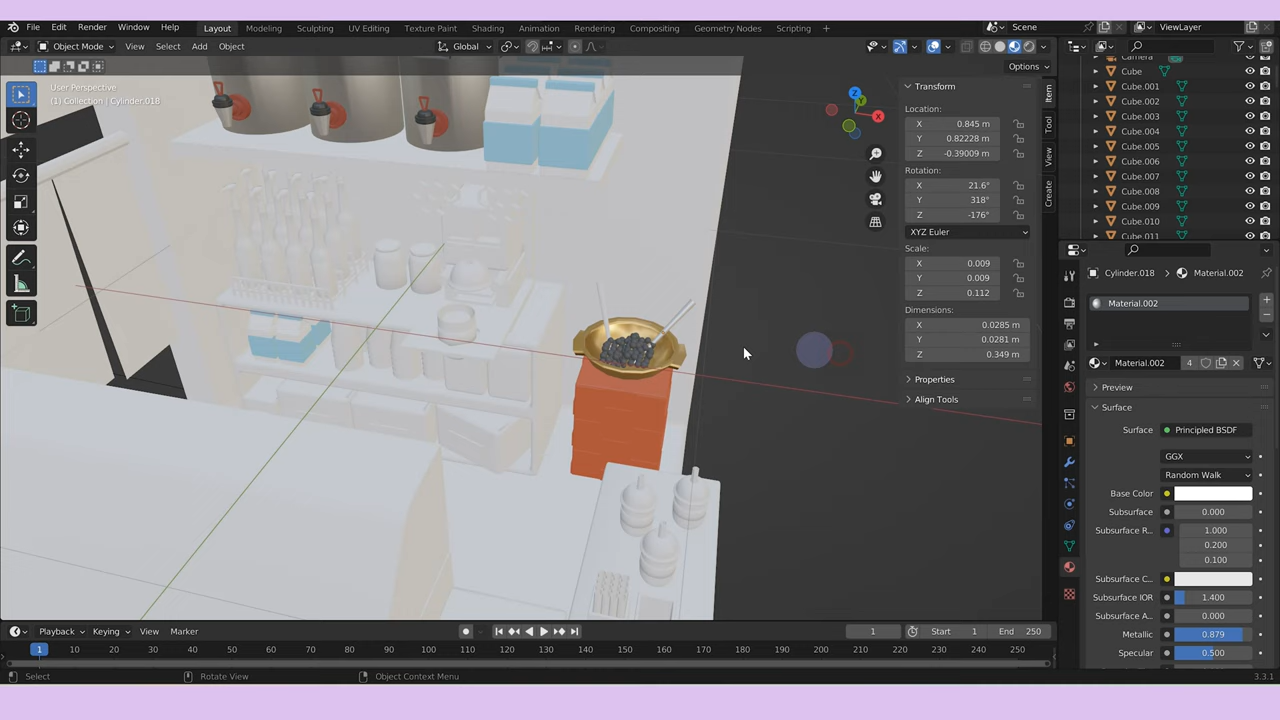 File Edit Render Window Help Layout Modeling Sculpting UV Editing Texture Paint Shading Animation Rendering Compositing Geometry Nodes Scripting + Scene ViewLayer
Object Mode View Select Add Object Global
Options
User Perspective
(1) Collection | Cylinder.018
Transform
Location:
X 0.845 m
Y 0.82228 m
Z -0.39009 m
Rotation:
X 21.6°
Y 318°
Z -176°
XYZ Euler
Scale:
X 0.009
Y 0.009
Z 0.112
Dimensions:
X 0.0285 m
Y 0.0281 m
Z 0.349 m
Properties
Align Tools
Item
Tool
View
Create
Z
Y
X
Camera
Cube
Cube.001
Cube.002
Cube.003
Cube.004
Cube.005
Cube.006
Cube.007
Cube.008
Cube.009
Cube.010
Cube.011
Cylinder.018 Material.002
Material.002
Material.002 4
Preview
Surface
Surface Principled BSDF
GGX
Random Walk
Base Color
Subsurface 0.000
Subsurface R... 1.000
0.200
0.100
Subsurface C...
Subsurface IOR 1.400
Subsurface A... 0.000
Metallic 0.879
Specular 0.500
Playback Keying View Marker 1 Start 1 End 250
1 10 20 30 40 50 60 70 80 90 100 110 120 130 140 150 160 170 180 190 200 210 220 230 240 250
Select Rotate View Object Context Menu 3.3.1